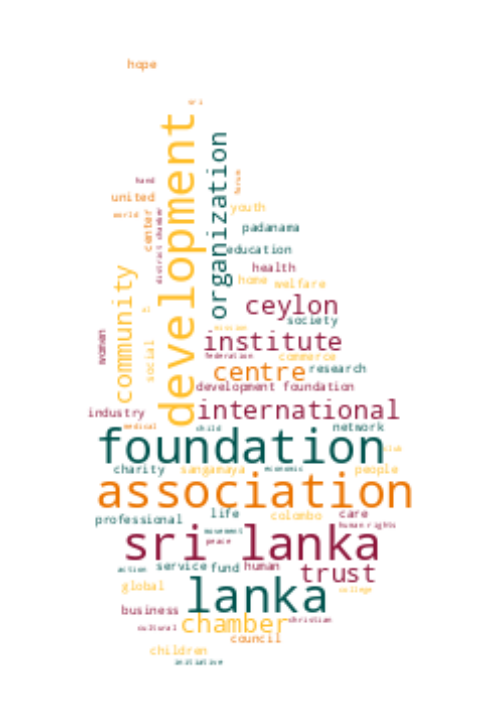 hope
sri
development
organization
forum
hand
united
youth
world
center
district chamber
padanama
education
health
community
home
welfare
ceylon
society
mission
women
social
institute
federation
commerce
centre
research
development foundation
industry
international
medical
child
network
foundation
charity
sangamaya
economic
people
association
professional
life
colombo
care
human rights
movement
sri lanka
peace
action
service
fund
human
trust
global
lanka
college
business
chamber
christian
cultural
council
children
initiative